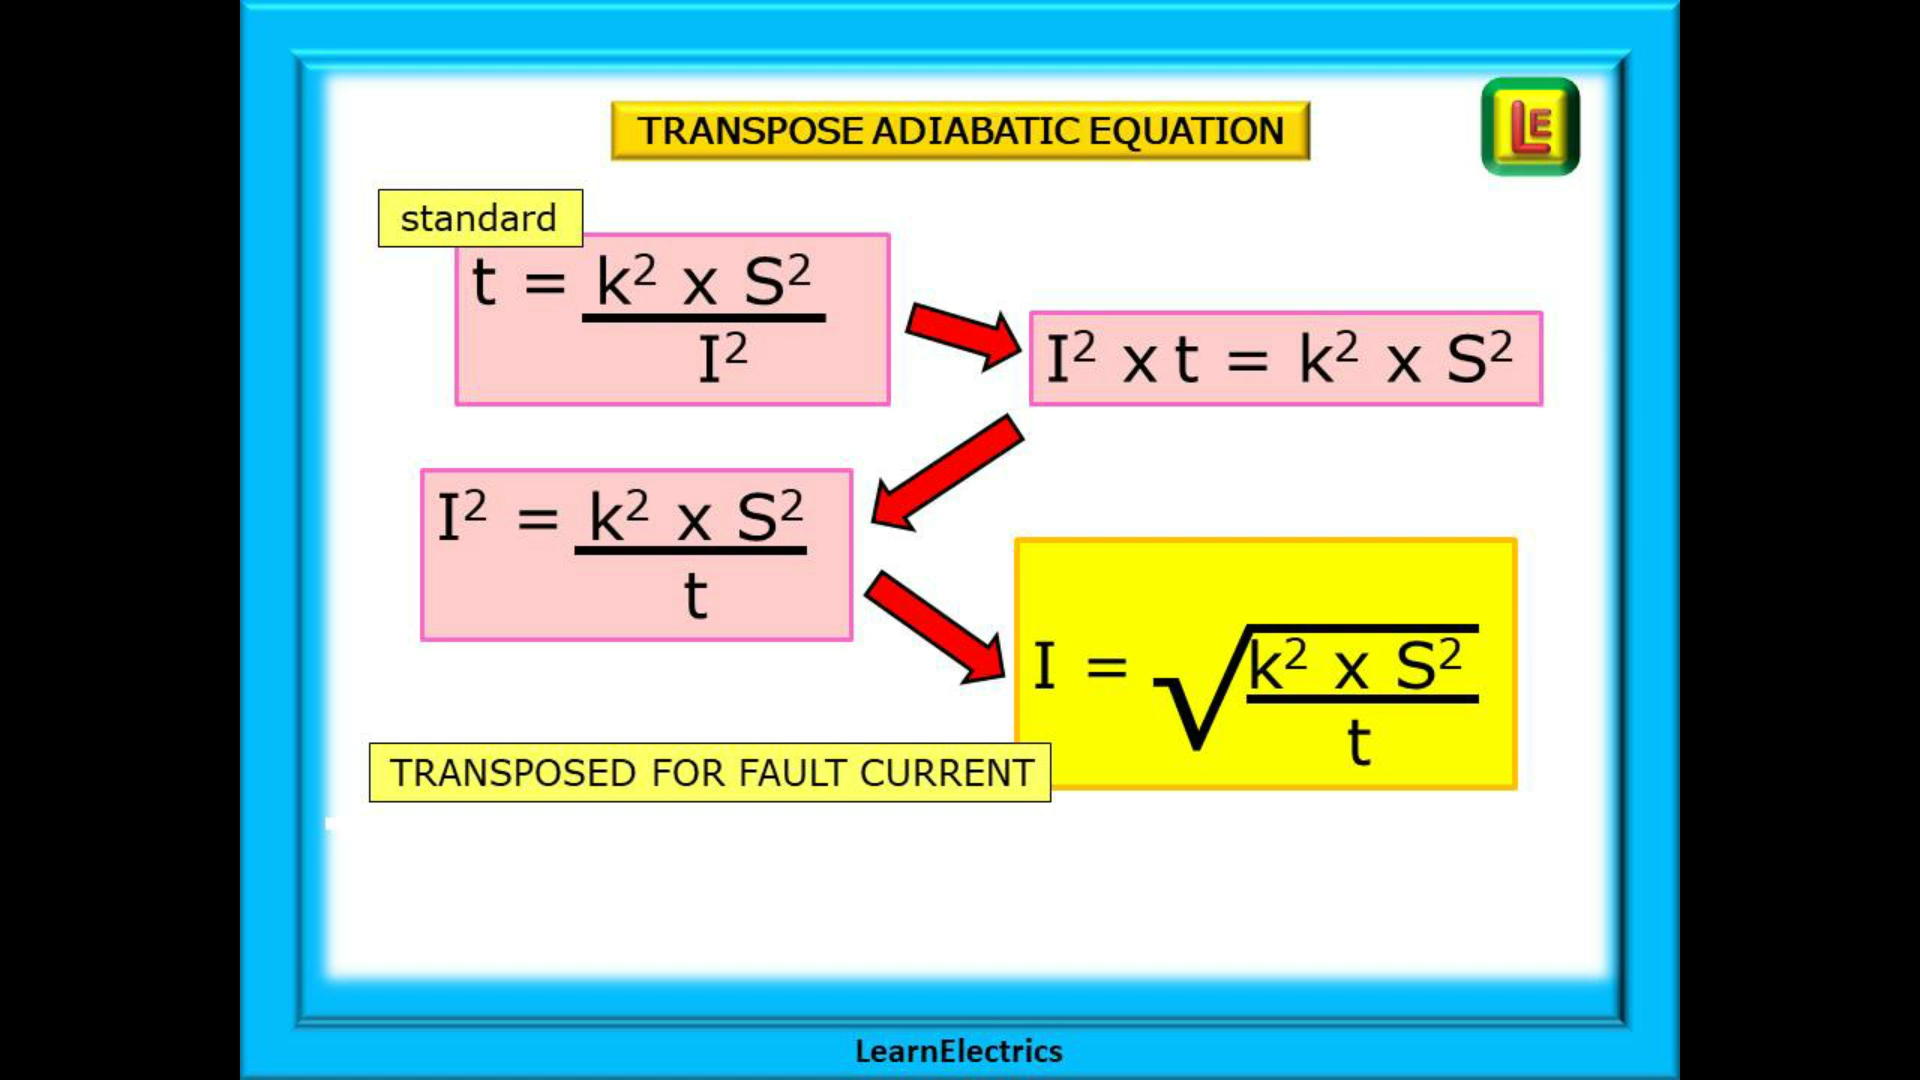 TRANSPOSE ADIABATIC EQUATION
LE
standard
t = k² x S²
I²
I² x t = k² x S²
I² = k² x S²
t
I = √k² x S²
t
TRANSPOSED FOR FAULT CURRENT
LearnElectrics